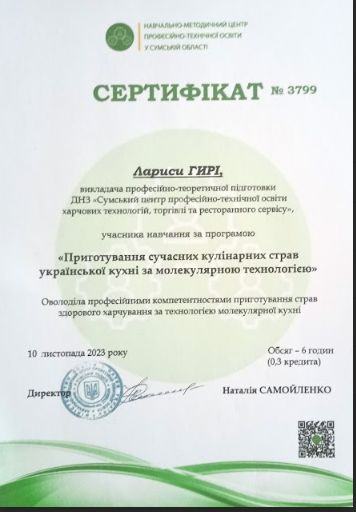 НАВЧАЛЬНО-МЕТОДИЧНИЙ ЦЕНТР
ПРОФЕСІЙНО-ТЕХНІЧНОЇ ОСВІТИ
У СУМСЬКІЙ ОБЛАСТІ
СЕРТИФІКАТ № 3799
Лариси ГИРІ,
викладача професійно-теоретичної підготовки
ДНЗ «Сумський центр професійно-технічної освіти
харчових технологій, торгівлі та ресторанного сервісу»,
учасника навчання за програмою
«Приготування сучасних кулінарних страв
української кухні за молекулярною технологією»
Оволоділа професійними компетентностями приготування страв
здорового харчування за технологією молекулярної кухні
10 листопада 2023 року
Обсяг – 6 годин
(0,3 кредита)
Директор
Наталія САМОЙЛЕНКО